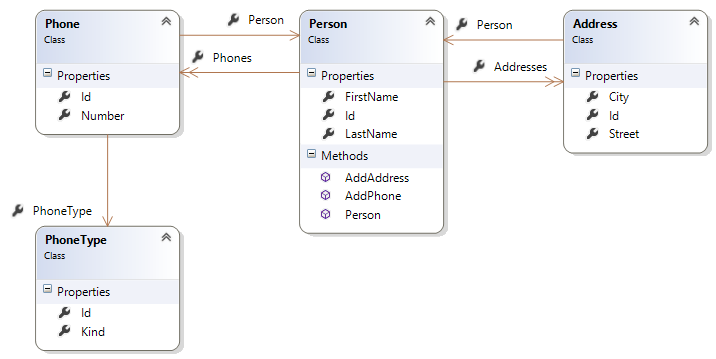 Phone
Class
Properties
Id
Number
Person
Phones
Person
Class
Properties
FirstName
Id
LastName
Methods
AddAddress
AddPhone
Person
Person
Addresses
Address
Class
Properties
City
Id
Street
PhoneType
PhoneType
Class
Properties
Id
Kind